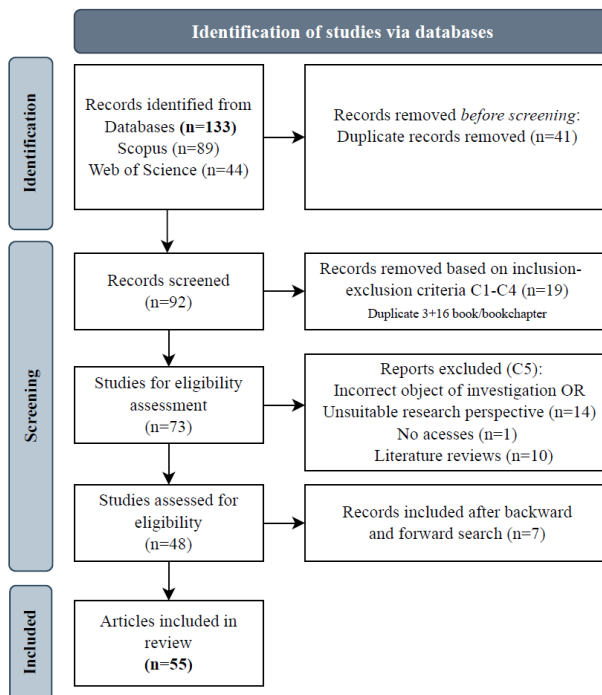 Identification of studies via databases
Identification
Records identified from
Databases (n=133)
Scopus (n=89)
Web of Science (n=44)
Records removed before screening:
Duplicate records removed (n=41)
Screening
Records screened
(n=92)
Records removed based on inclusion-
exclusion criteria C1-C4 (n=19)
Duplicate 3+16 book/bookchapter
Studies for eligibility
assessment
(n=73)
Reports excluded (C5):
Incorrect object of investigation OR
Unsuitable research perspective (n=14)
No acesses (n=1)
Literature reviews (n=10)
Studies assessed for
eligibility
(n=48)
Records included after backward
and forward search (n=7)
Included
Articles included in
review
(n=55)